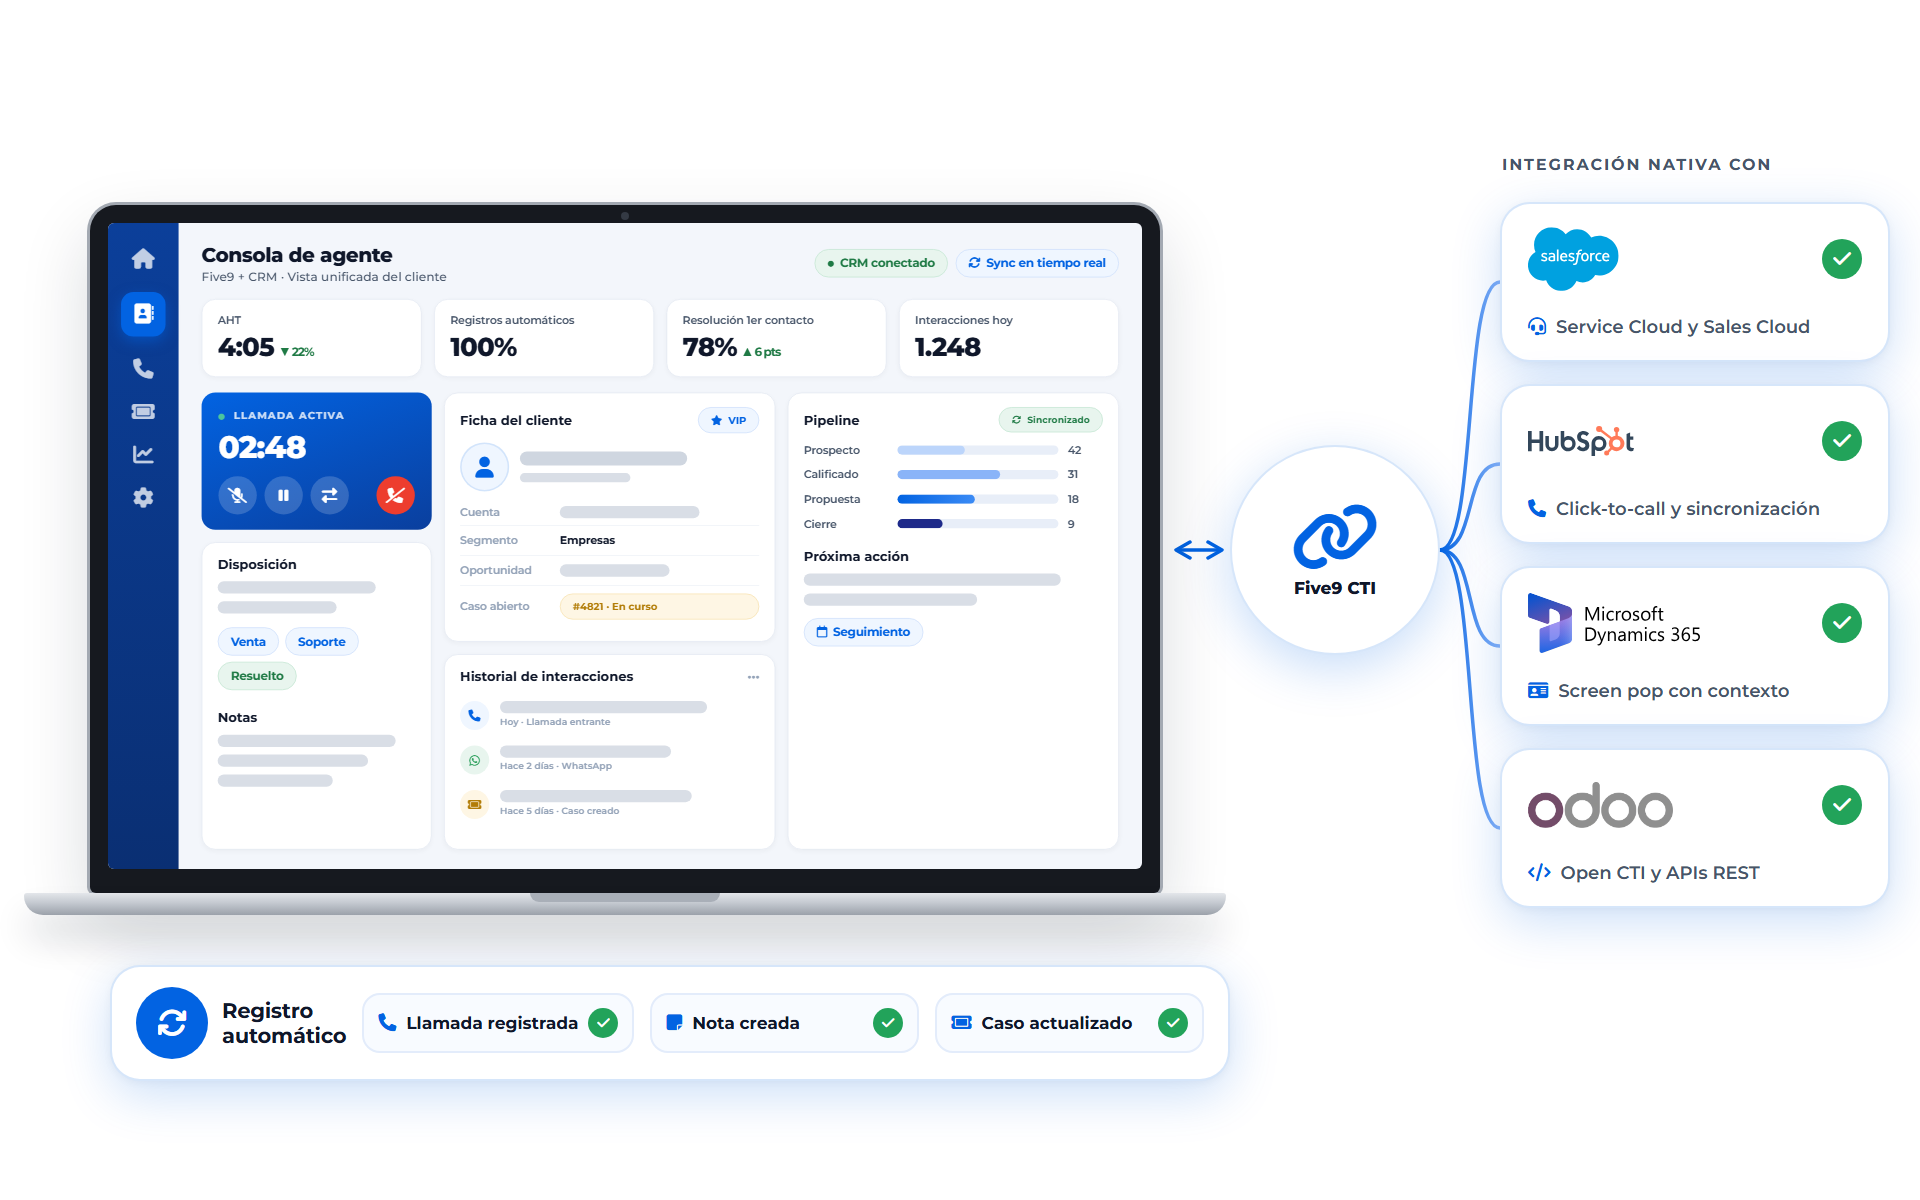 INTEGRACIÓN NATIVA CON
Consola de agente
Five9 + CRM · Vista unificada del cliente
CRM conectado
Sync en tiempo real
AHT
4:05 ▼ 22%
Registros automáticos
100%
Resolución 1er contacto
78% ▲ 6 pts
Interacciones hoy
1.248
LLAMADA ACTIVA
02:48
Disposición
Venta
Soporte
Resuelto
Notas
Ficha del cliente
VIP
Cuenta
Segmento Empresas
Oportunidad
Caso abierto #4821 · En curso
Historial de interacciones
Hoy · Llamada entrante
Hace 2 días · WhatsApp
Hace 5 días · Caso creado
Pipeline
Sincronizado
Prospecto 42
Calificado 31
Propuesta 18
Cierre 9
Próxima acción
Seguimiento
Five9 CTI
salesforce
Service Cloud y Sales Cloud
HubSpot
Click-to-call y sincronización
Microsoft
Dynamics 365
Screen pop con contexto
odoo
Open CTI y APIs REST
Registro
automático
Llamada registrada
Nota creada
Caso actualizado